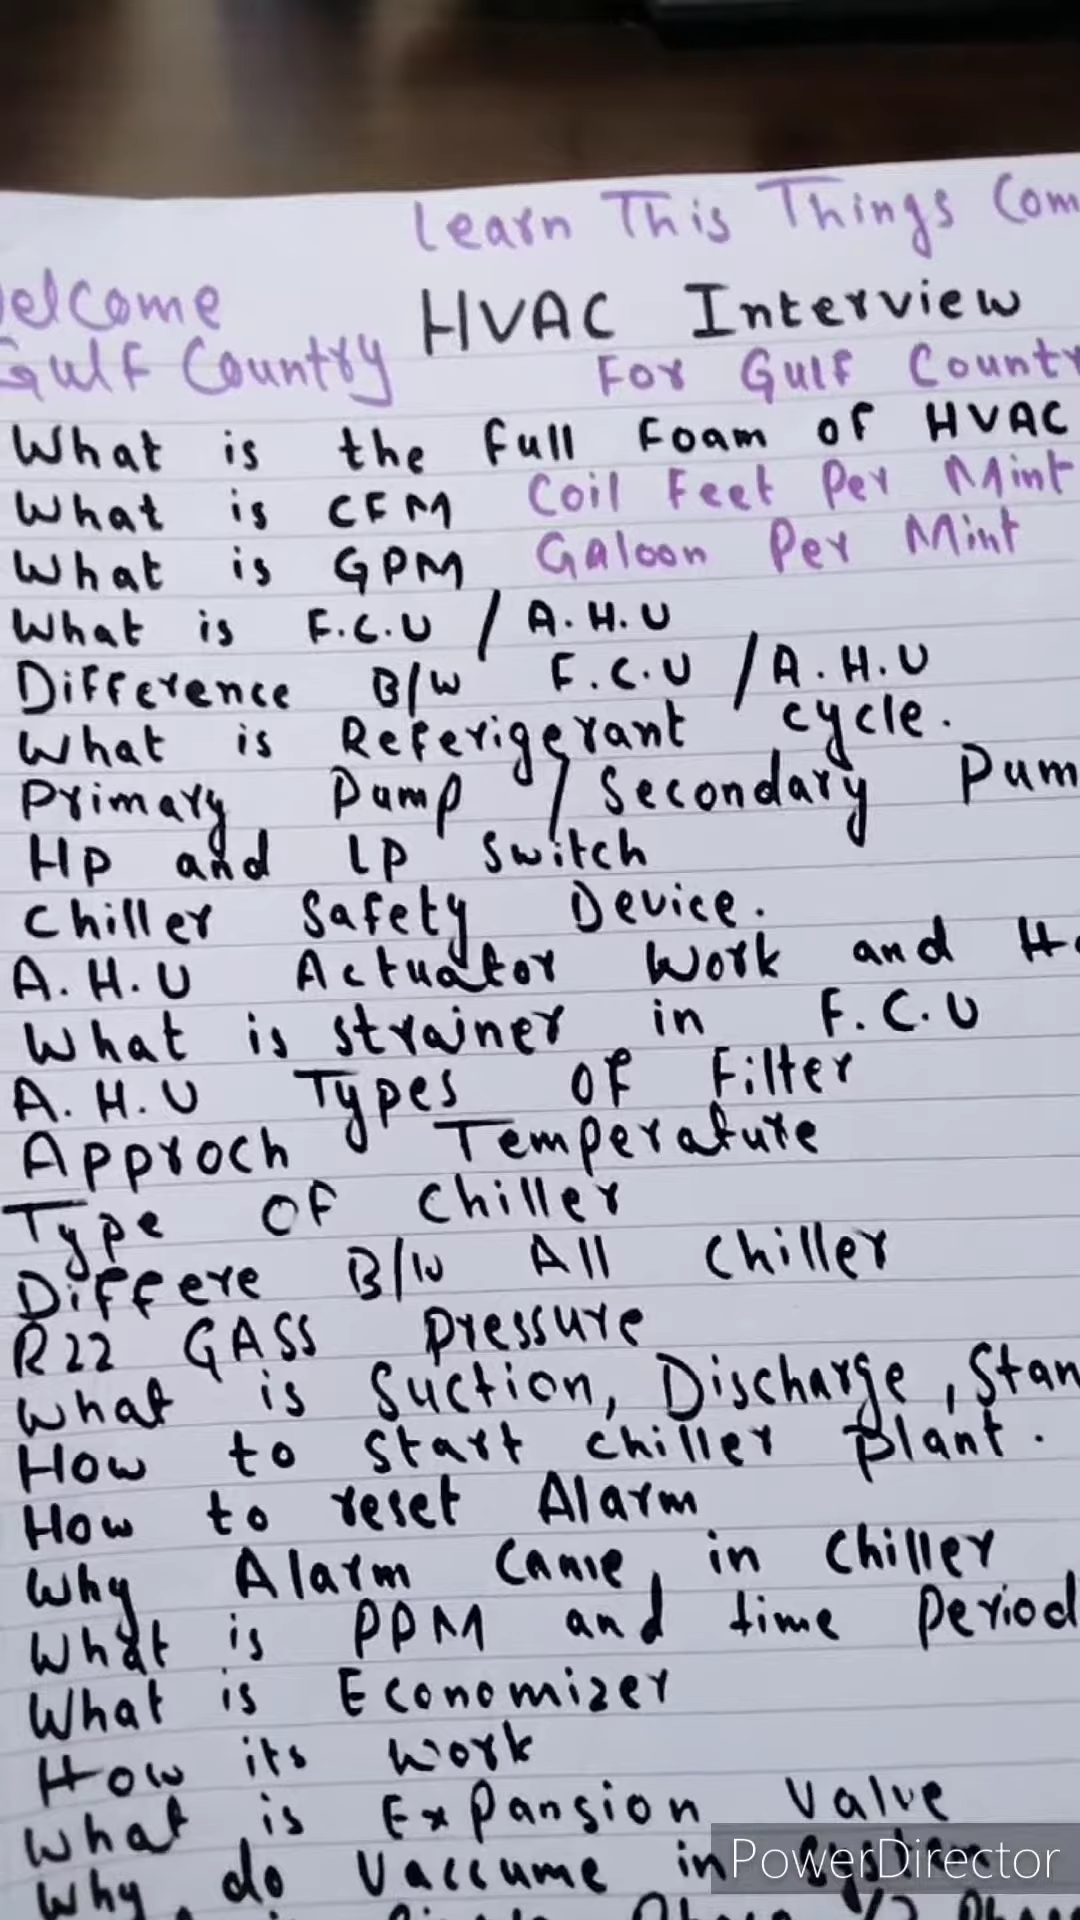 Learn This Things Com
elcome
HVAC Interview
Gulf Country
For Gulf Countr
What is the full Foam of HVAC
What is CFM Coil Feet Per Mint
What is GPM Galoon Per Mint
What is F.C.U / A.H.U
Difference B/W F.C.U / A.H.U
What is Referigerant cycle.
Primary Pump / Secondary Pum
HP and LP Switch
Chiller Safety Device.
A.H.U Actuator Work and Ho
What is strainer in F.C.U
A.H.U Types OF Filter
Approch Temperature
Type OF Chiller
Differe B/W All Chiller
R22 GASS Pressure
What is Suction, Discharge, Stan
How to Start Chiller Plant.
How to reset Alarm
Why Alarm Came in Chiller
What is PPM and time Period
What is Economizer
How its Work
What is Expansion Valve
Why do Vaccume in System
PowerDirector